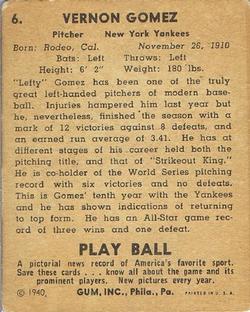 6. VERNON GOMEZ
Pitcher New York Yankees
Born: Rodeo, Cal. November 26, 1910
Bats: Left Throws: Left
Height: 6' 2" Weight: 180 lbs.
"Lefty" Gomez has been one of the truly
great left-handed pitchers of modern base-
ball. Injuries hampered him last year but
he, nevertheless, finished the season with a
mark of 12 victories against 8 defeats, and
an earned run average of 3.41. He has at
different stages in his career held both the
pitching title, and that of "Strikeout King."
He is co-holder of the World Series pitching
record with six victories and no defeats.
This is Gomez' tenth year with the Yankees
and he has shown indications of returning
to top form. He has an All-Star game rec-
ord of three wins and one defeat.
PLAY BALL
A pictorial news record of America's favorite sport.
Save these cards . . . know all about the game and its
prominent players. New pictures every year.
© 1940, GUM, INC., Phila., Pa. PRINTED IN U. S. A.